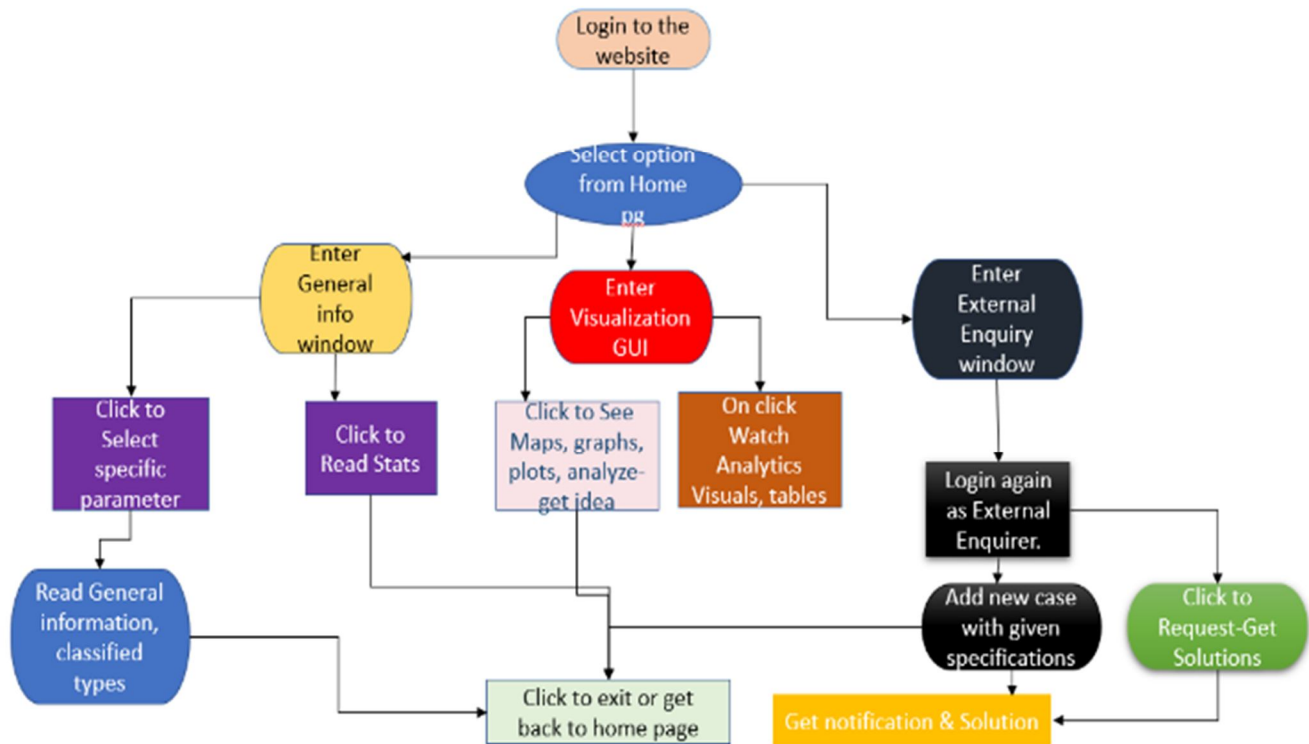 Login to the
website
Select option
from Home
pg
Enter
General
info
window
Enter
Visualization
GUI
Enter
External
Enquiry
window
Click to
Select
specific
parameter
Click to
Read Stats
Click to See
Maps, graphs,
plots, analyze-
get idea
On click
Watch
Analytics
Visuals, tables
Login again
as External
Enquirer.
Read General
information,
classified
types
Add new case
with given
specifications
Click to
Request-Get
Solutions
Click to exit or get
back to home page
Get notification & Solution